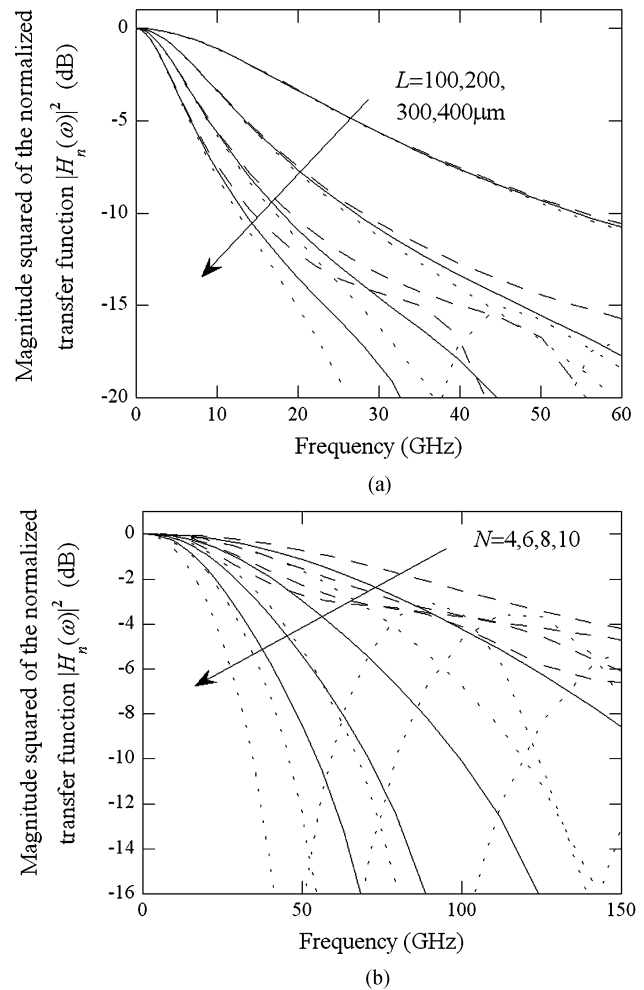 Magnitude squared of the normalized
transfer function |Hₙ(ω)|² (dB)
0
-5
-10
-15
-20
L=100,200,
300,400μm
0 10 20 30 40 50 60
Frequency (GHz)
(a)
Magnitude squared of the normalized
transfer function |Hₙ(ω)|² (dB)
0
-2
-4
-6
-8
-10
-12
-14
-16
N=4,6,8,10
0 50 100 150
Frequency (GHz)
(b)